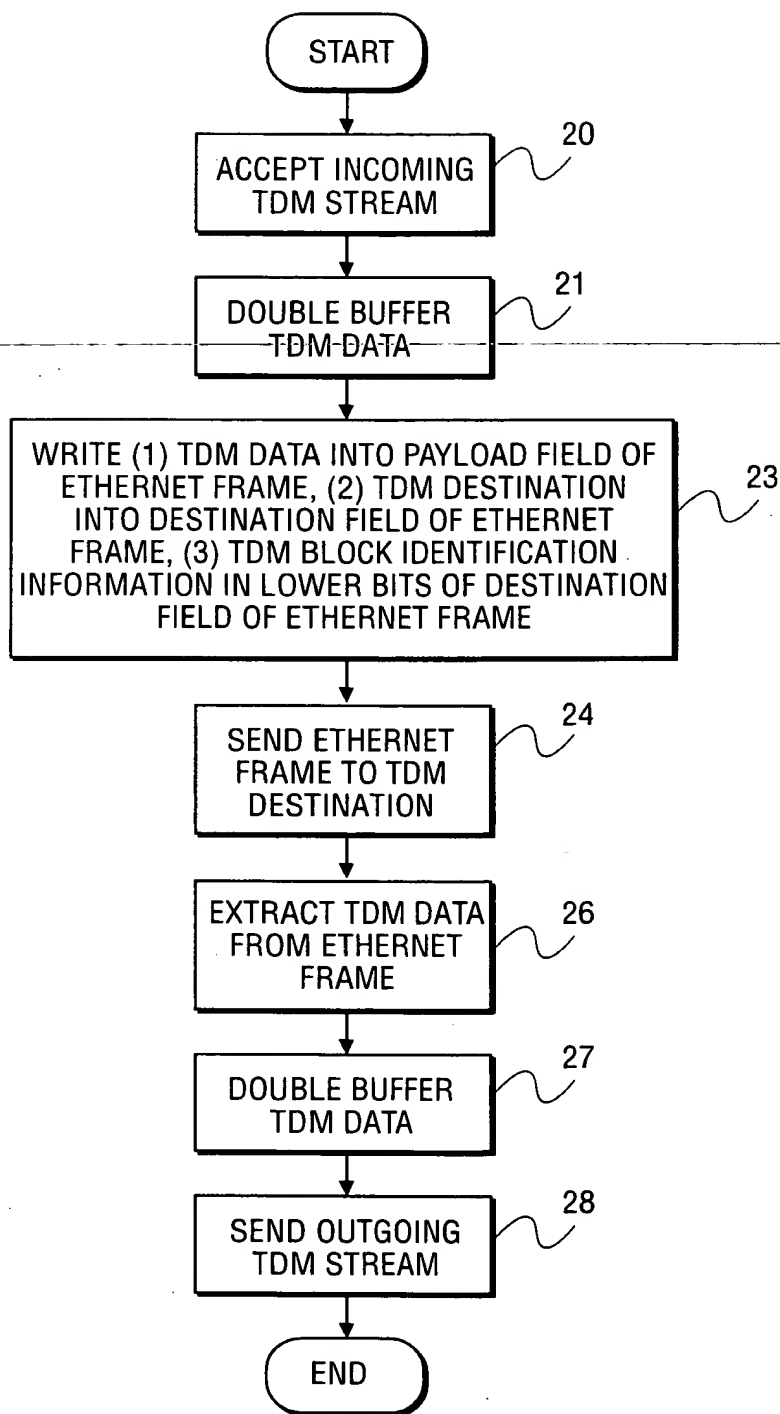 START
20
ACCEPT INCOMING
TDM STREAM
21
DOUBLE BUFFER
TDM DATA
23
WRITE (1) TDM DATA INTO PAYLOAD FIELD OF
ETHERNET FRAME, (2) TDM DESTINATION
INTO DESTINATION FIELD OF ETHERNET
FRAME, (3) TDM BLOCK IDENTIFICATION
INFORMATION IN LOWER BITS OF DESTINATION
FIELD OF ETHERNET FRAME
24
SEND ETHERNET
FRAME TO TDM
DESTINATION
26
EXTRACT TDM DATA
FROM ETHERNET
FRAME
27
DOUBLE BUFFER
TDM DATA
28
SEND OUTGOING
TDM STREAM
END